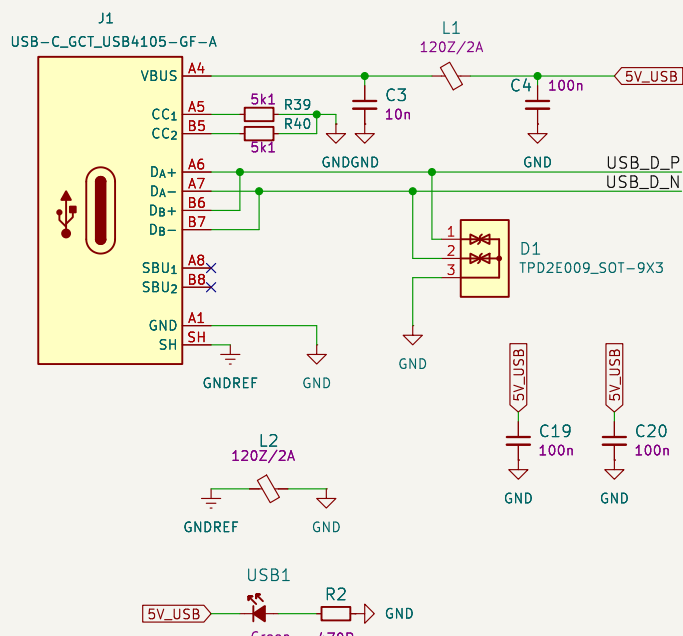 J1
USB-C_GCT_USB4105-GF-A
L1
120Z/2A
VBUS A4
C3
10n
C4 100n
5V_USB
CC1 A5 5k1 R39
CC2 B5 5k1 R40
GNDGND
GND
DA+ A6
USB_D_P
DA- A7
USB_D_N
DB+ B6
DB- B7
1
2
3
D1
TPD2E009_SOT-9X3
SBU1 A8
SBU2 B8
GND A1
SH SH
GNDREF
GND
GND
5V_USB
5V_USB
C19
100n
C20
100n
GND
GND
L2
120Z/2A
GNDREF
GND
USB1
R2
5V_USB
GND